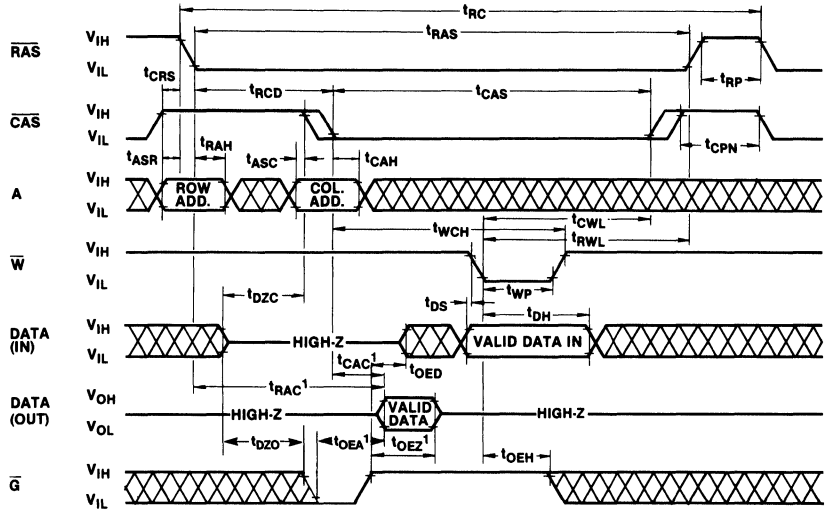 tRC
RAS VIH tRAS
VIL tCRS tRCD tCAS tRP
CAS VIH
VIL tASR tRAH tASC tCAH tCPN
A VIH ROW ADD. COL. ADD.
VIL tCWL
tWCH tRWL
W VIH
VIL tDZC tWP
tDS tDH
DATA (IN) VIH HIGH-Z VALID DATA IN
VIL tCAC1 tOED
tRAC1
DATA (OUT) VOH HIGH-Z VALID DATA HIGH-Z
VOL
tDZO tOEA1 tOEZ1 tOEH
G VIH
VIL